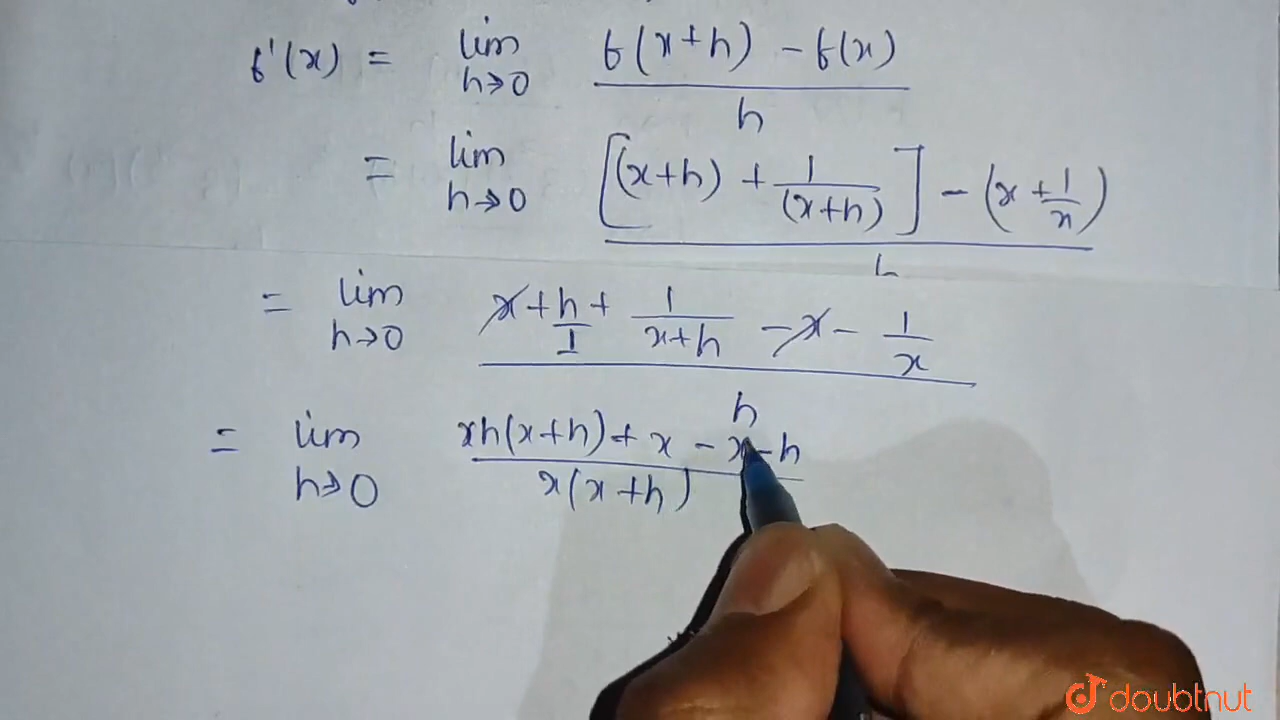 f'(x) = lim h→0 f(x+h) - f(x) / h
= lim h→0 [(x+h) + 1/(x+h)] - (x + 1/x) / h
= lim h→0 x + h/1 + 1/x+h - x - 1/x / h
= lim h→0 xh(x+h) + x - x - h / x(x+h)
doubtnut